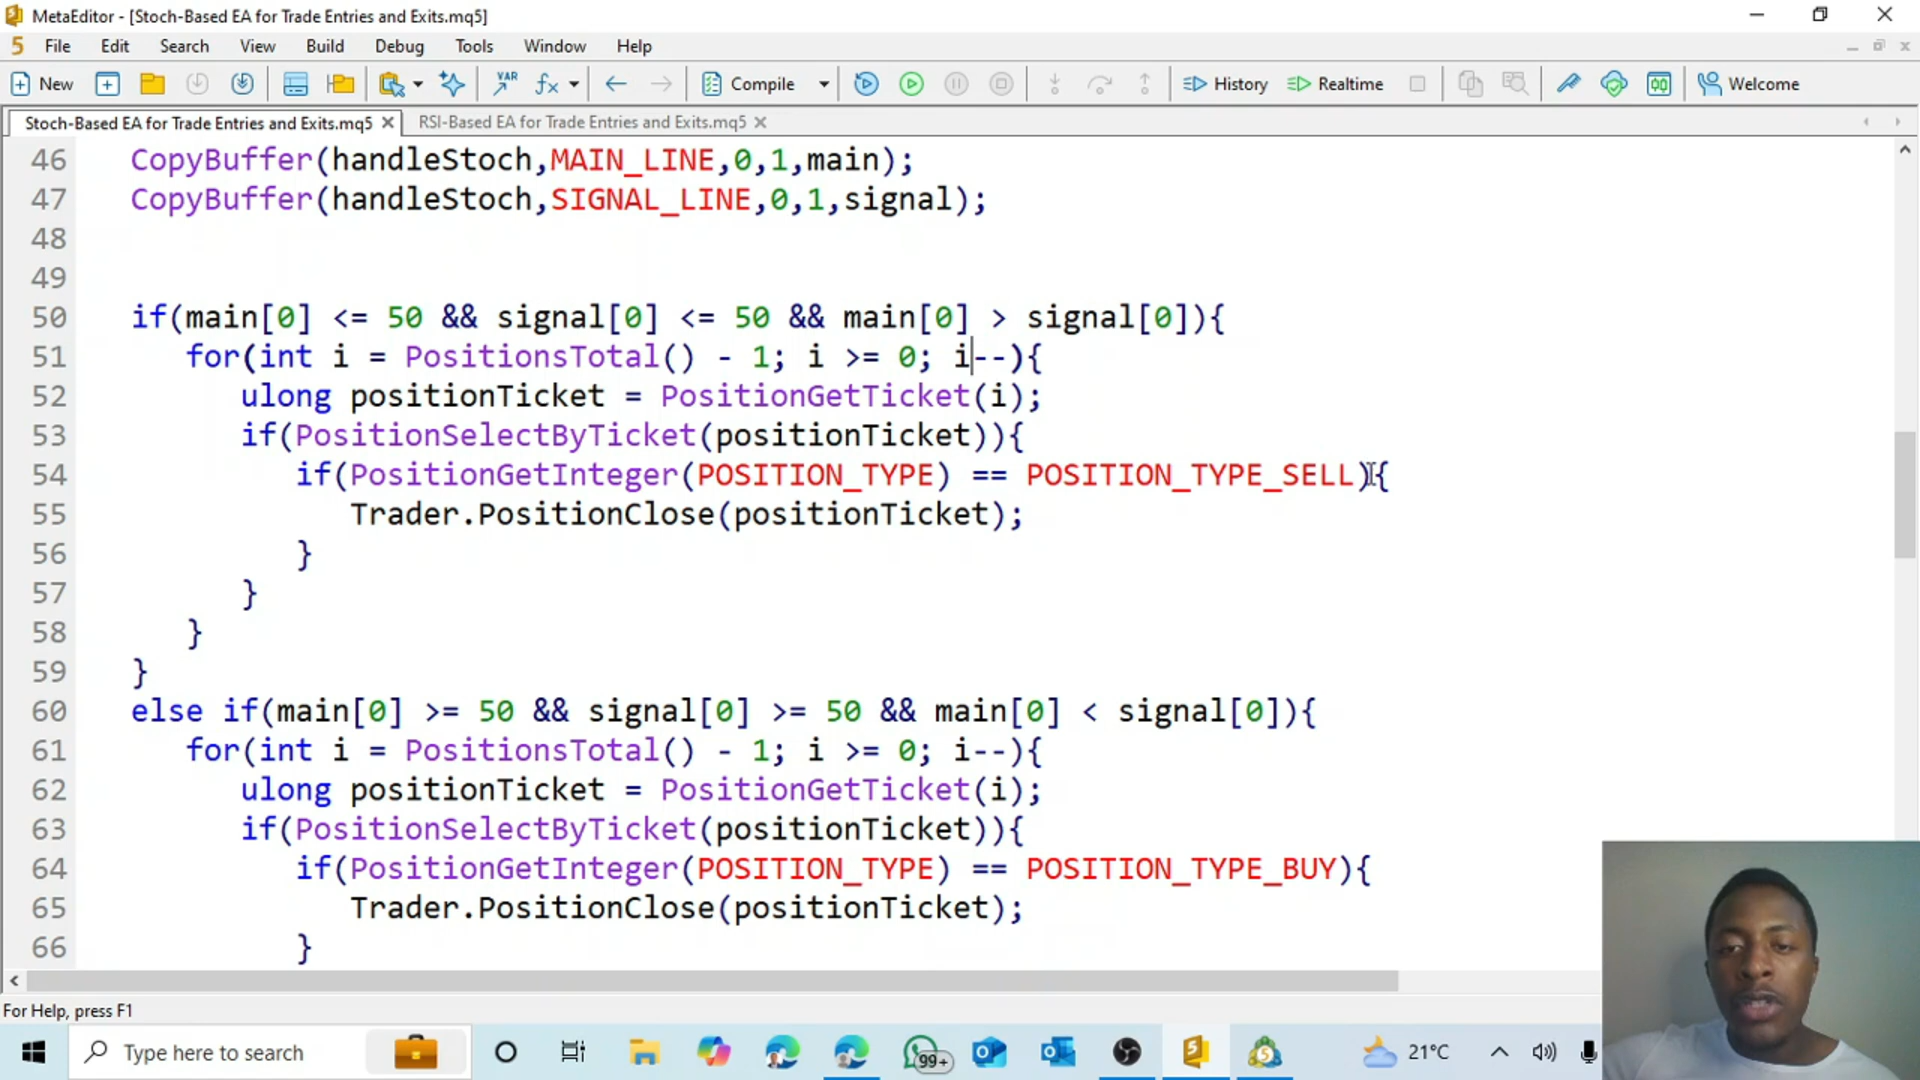 MetaEditor - [Stoch-Based EA for Trade Entries and Exits.mq5]
5 File Edit Search View Build Debug Tools Window Help
New VAR Compile History Realtime Welcome
Stoch-Based EA for Trade Entries and Exits.mq5 RSI-Based EA for Trade Entries and Exits.mq5
46 CopyBuffer(handleStoch,MAIN_LINE,0,1,main);
47 CopyBuffer(handleStoch,SIGNAL_LINE,0,1,signal);
48
49
50 if(main[0] <= 50 && signal[0] <= 50 && main[0] > signal[0]){
51 for(int i = PositionsTotal() - 1; i >= 0; i--){
52 ulong positionTicket = PositionGetTicket(i);
53 if(PositionSelectByTicket(positionTicket)){
54 if(PositionGetInteger(POSITION_TYPE) == POSITION_TYPE_SELL){
55 Trader.PositionClose(positionTicket);
56 }
57 }
58 }
59 }
60 else if(main[0] >= 50 && signal[0] >= 50 && main[0] < signal[0]){
61 for(int i = PositionsTotal() - 1; i >= 0; i--){
62 ulong positionTicket = PositionGetTicket(i);
63 if(PositionSelectByTicket(positionTicket)){
64 if(PositionGetInteger(POSITION_TYPE) == POSITION_TYPE_BUY){
65 Trader.PositionClose(positionTicket);
66 }
For Help, press F1
Type here to search 99+ 21°C